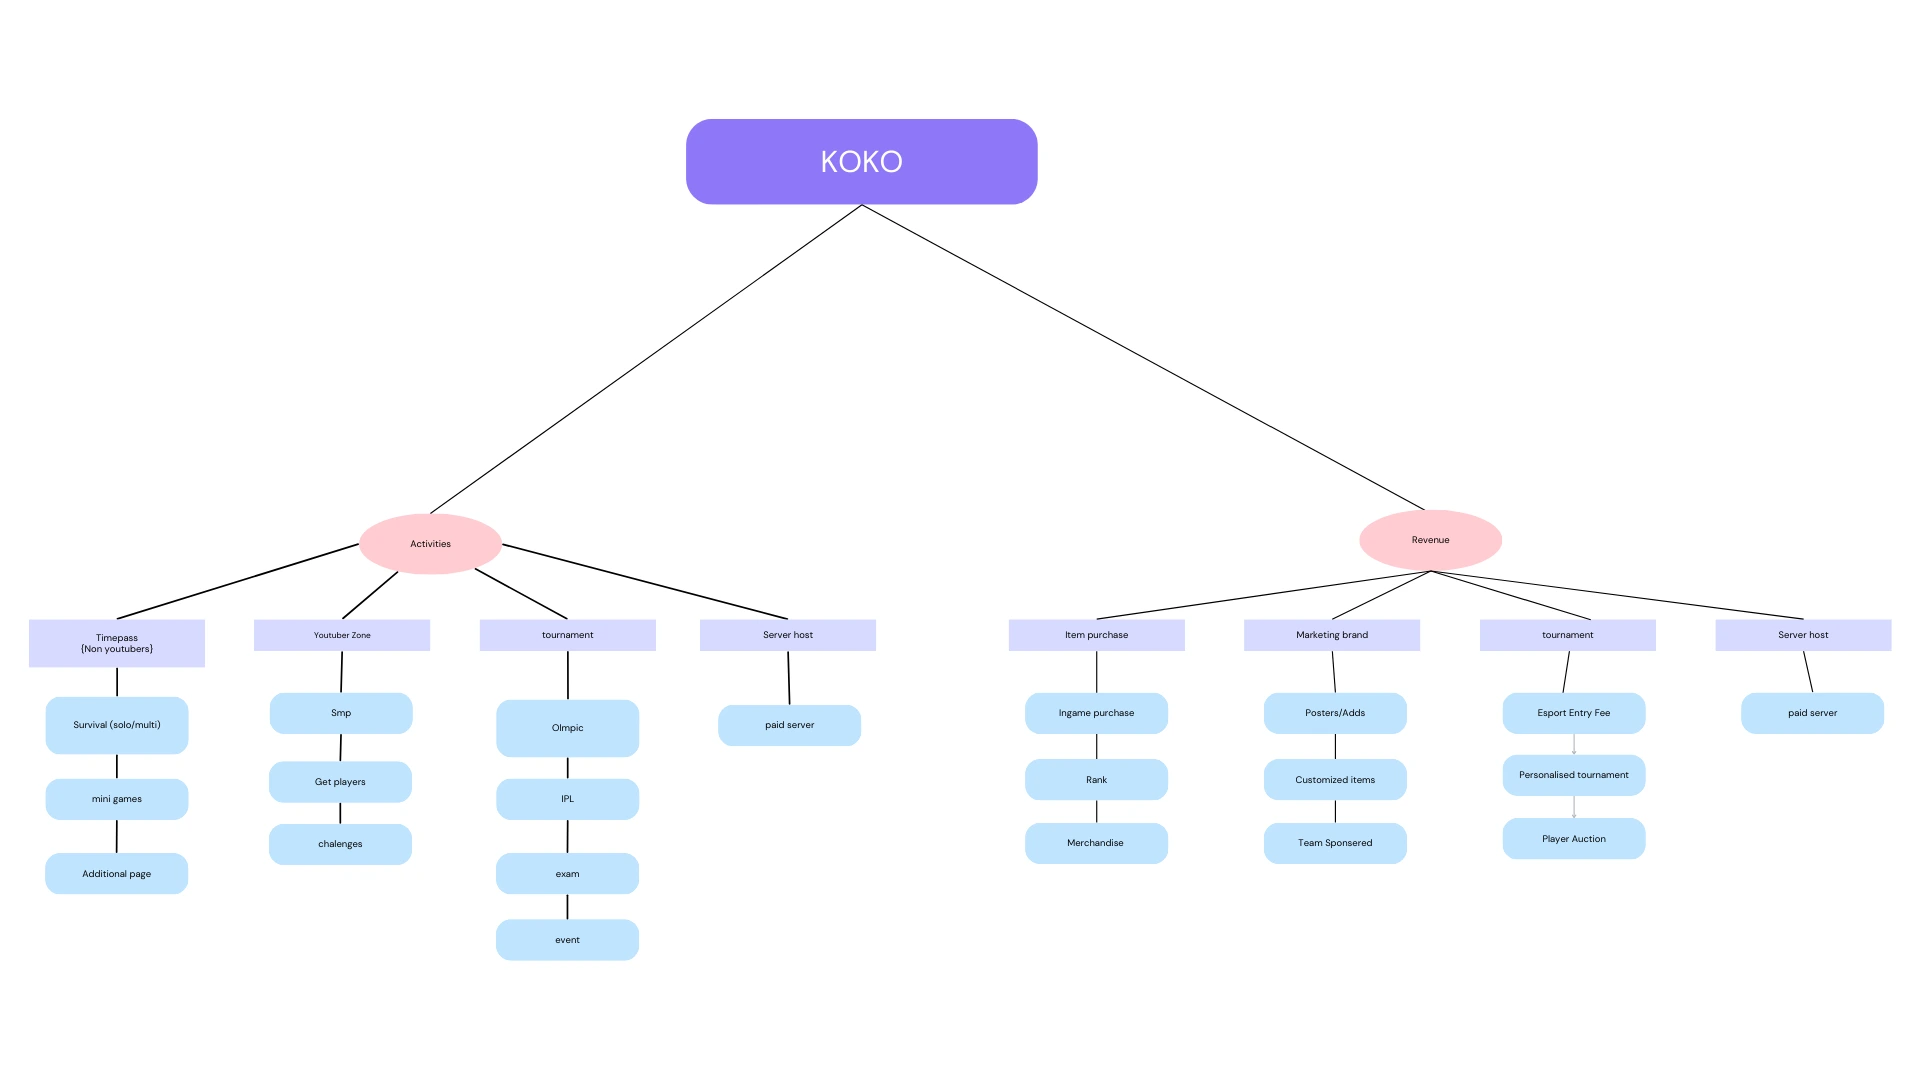 KOKO
Activities
Revenue
Timepass
{Non youtubers}
Youtuber Zone
tournament
Server host
Item purchase
Marketing brand
tournament
Server host
Survival (solo/multi)
mini games
Additional page
Smp
Get players
chalenges
Olmpic
IPL
exam
event
paid server
Ingame purchase
Rank
Merchandise
Posters/Adds
Customized items
Team Sponsered
Esport Entry Fee
Personalised tournament
Player Auction
paid server